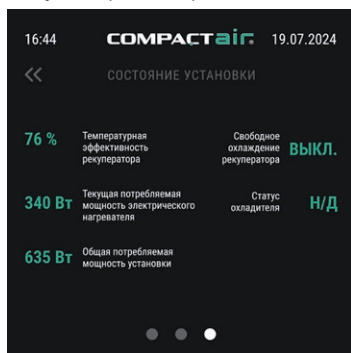 16:44 COMPACTair. 19.07.2024
СОСТОЯНИЕ УСТАНОВКИ
76 %
Температурная
эффективность
рекуператора
Свободное
охлаждение
рекуператора
ВЫКЛ.
340 Вт
Текущая потребляемая
мощность электрического
нагревателя
Статус
охладителя
Н/Д
635 Вт
Общая потребляемая
мощность установки